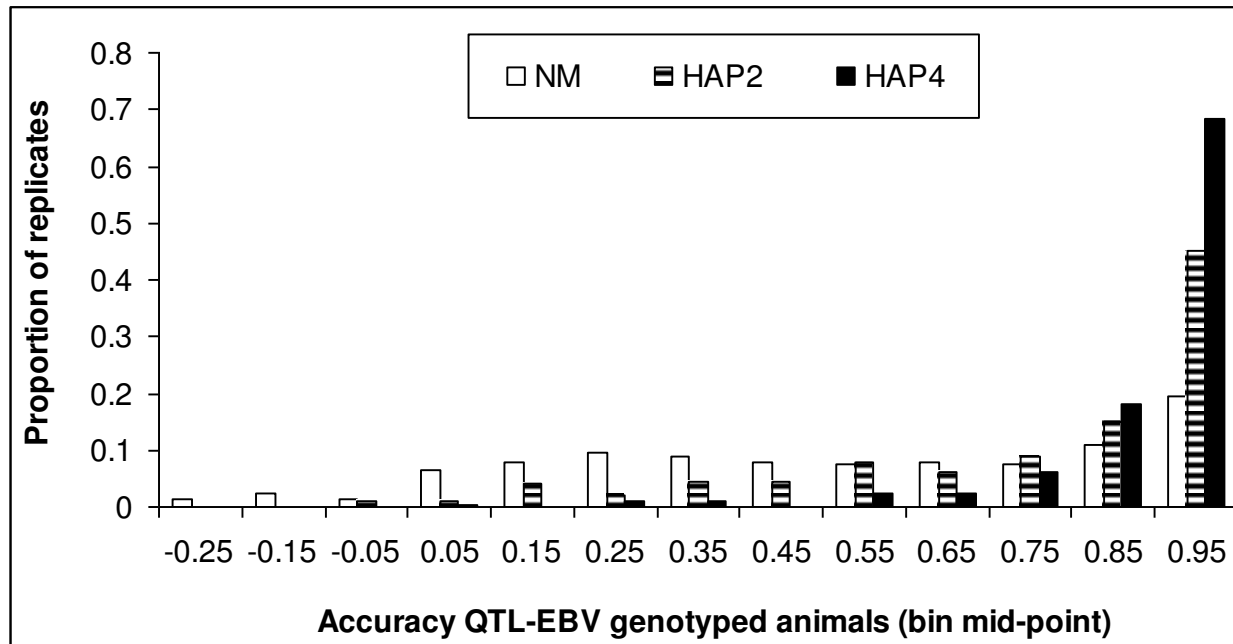 NM HAP2 HAP4
0.8
0.7
0.6
0.5
0.4
0.3
0.2
0.1
0
Proportion of replicates
-0.25 -0.15 -0.05 0.05 0.15 0.25 0.35 0.45 0.55 0.65 0.75 0.85 0.95
Accuracy QTL-EBV genotyped animals (bin mid-point)